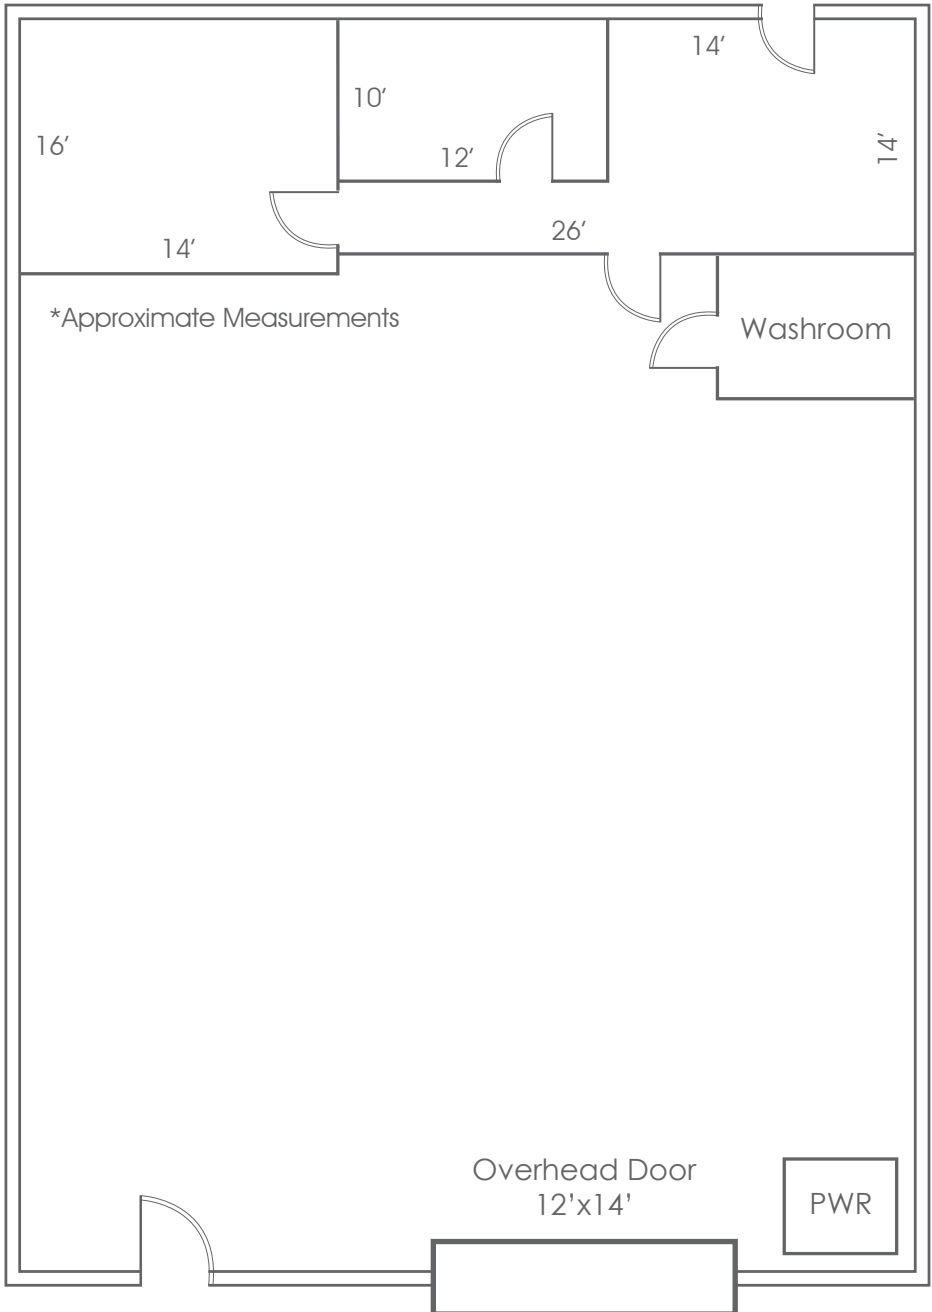 14'
10'
14'
16'
12'
26'
14'
*Approximate Measurements
Washroom
Overhead Door
12'x14'
PWR